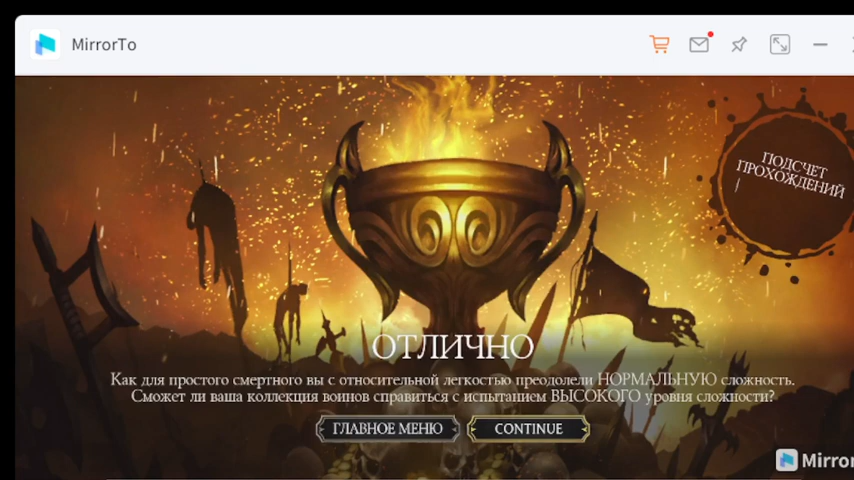 MirrorTo
ПОДСЧЕТ
ПРОХОЖДЕНИЙ
ОТЛИЧНО
Как для простого смертного вы с относительной легкостью преодолели НОРМАЛЬНУЮ сложность.
Сможет ли ваша коллекция воинов справиться с испытанием ВЫСОКОГО уровня сложности?
ГЛАВНОЕ МЕНЮ
CONTINUE